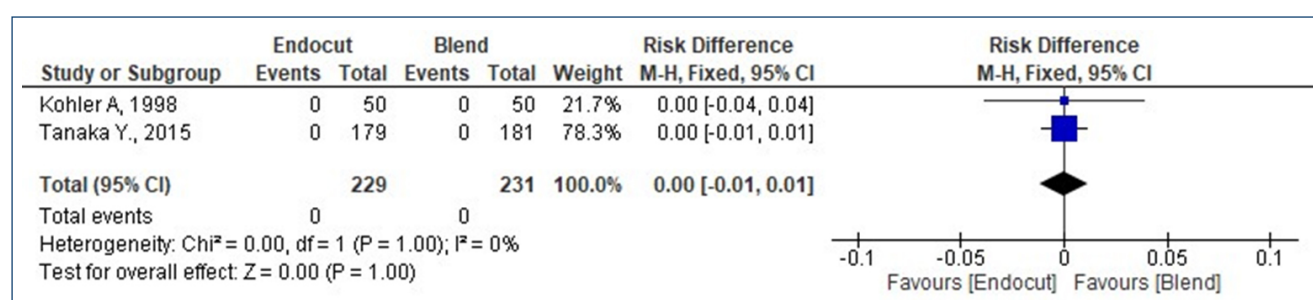 Endocut Blend Risk Difference Risk Difference
Study or Subgroup Events Total Events Total Weight M-H, Fixed, 95% CI M-H, Fixed, 95% CI
Kohler A, 1998 0 50 0 50 21.7% 0.00 [-0.04, 0.04]
Tanaka Y., 2015 0 179 0 181 78.3% 0.00 [-0.01, 0.01]
Total (95% CI) 229 231 100.0% 0.00 [-0.01, 0.01]
Total events 0 0
Heterogeneity: Chi² = 0.00, df = 1 (P = 1.00); I² = 0%
Test for overall effect: Z = 0.00 (P = 1.00)
-0.1 -0.05 0 0.05 0.1
Favours [Endocut] Favours [Blend]